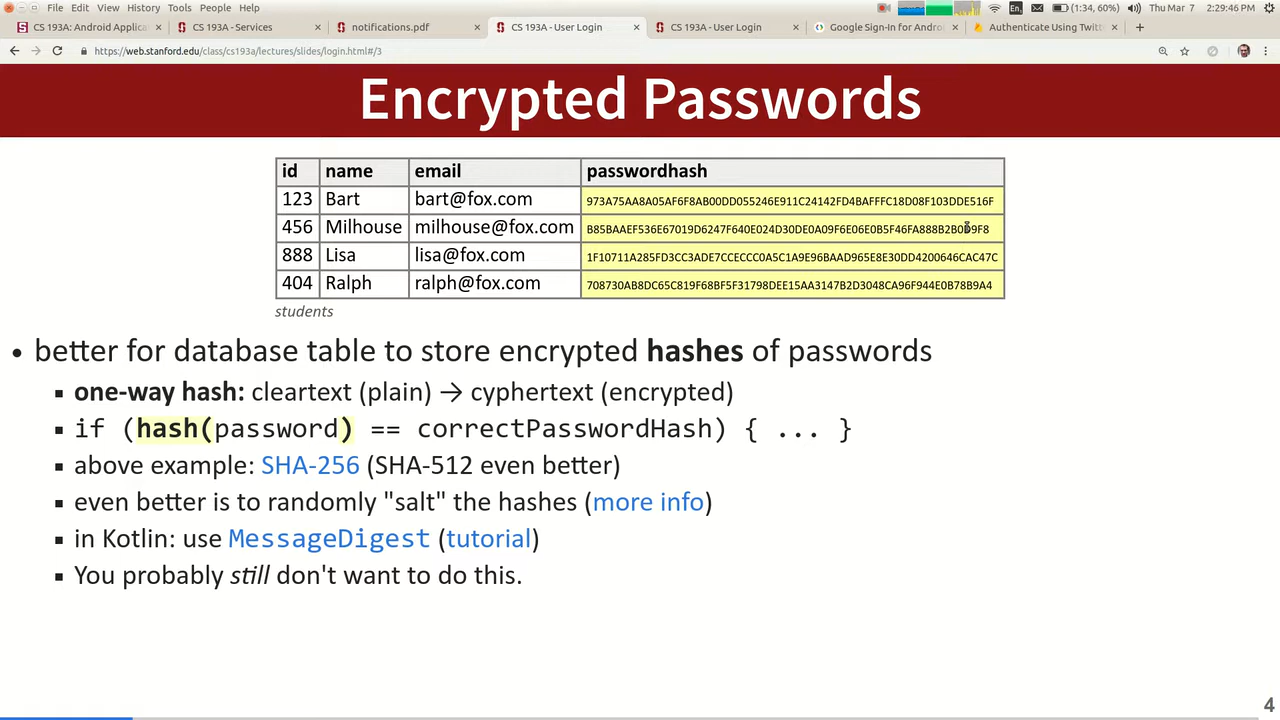 File Edit View History Tools People Help
(1:34, 60%) Thu Mar 7 2:29:46 PM
En
CS 193A: Android Applica
CS 193A - Services
notifications.pdf
CS 193A - User Login
CS 193A - User Login
Google Sign-In for Andro
Authenticate Using Twitt
https://web.stanford.edu/class/cs193a/lectures/slides/login.html#/3
Encrypted Passwords
id name email passwordhash
123 Bart bart@fox.com 973A75AA8A05AF6F8AB00DD055246E911C24142FD4BAFFFC18D08F103DDE516F
456 Milhouse milhouse@fox.com
888 Lisa lisa@fox.com 1F10711A285FD3CC3ADE7CCECCC0A5C1A9E96BAAD965E8E30DD4200646CAC47C
404 Ralph ralph@fox.com 708730AB8DC65C819F68BF5F31798DEE15AA3147B2D3048CA96F944E0B78B9A4
students
• better for database table to store encrypted hashes of passwords
▪ one-way hash: cleartext (plain) → cyphertext (encrypted)
▪ if (hash(password) == correctPasswordHash) { ... }
▪ above example: SHA-256 (SHA-512 even better)
▪ even better is to randomly "salt" the hashes (more info)
▪ in Kotlin: use MessageDigest (tutorial)
▪ You probably still don't want to do this.
4